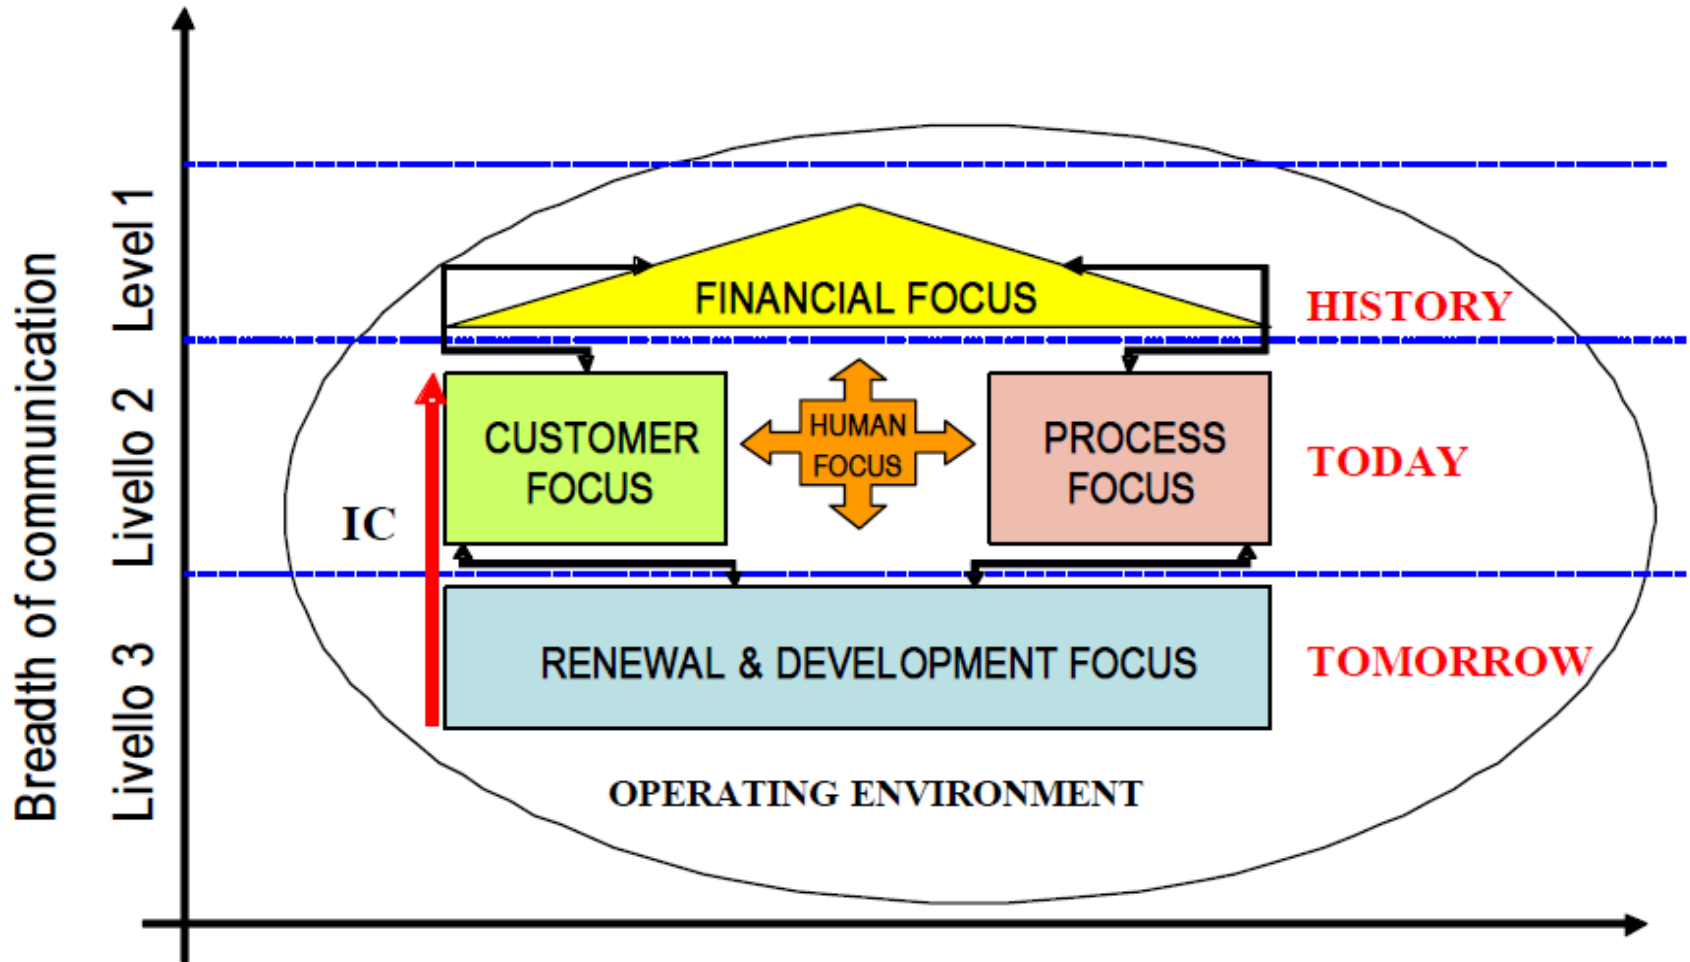 Breadth of communication
Level 1
Livello 2
Livello 3
FINANCIAL FOCUS
HISTORY
CUSTOMER
FOCUS
HUMAN
FOCUS
PROCESS
FOCUS
TODAY
IC
RENEWAL & DEVELOPMENT FOCUS
TOMORROW
OPERATING ENVIRONMENT